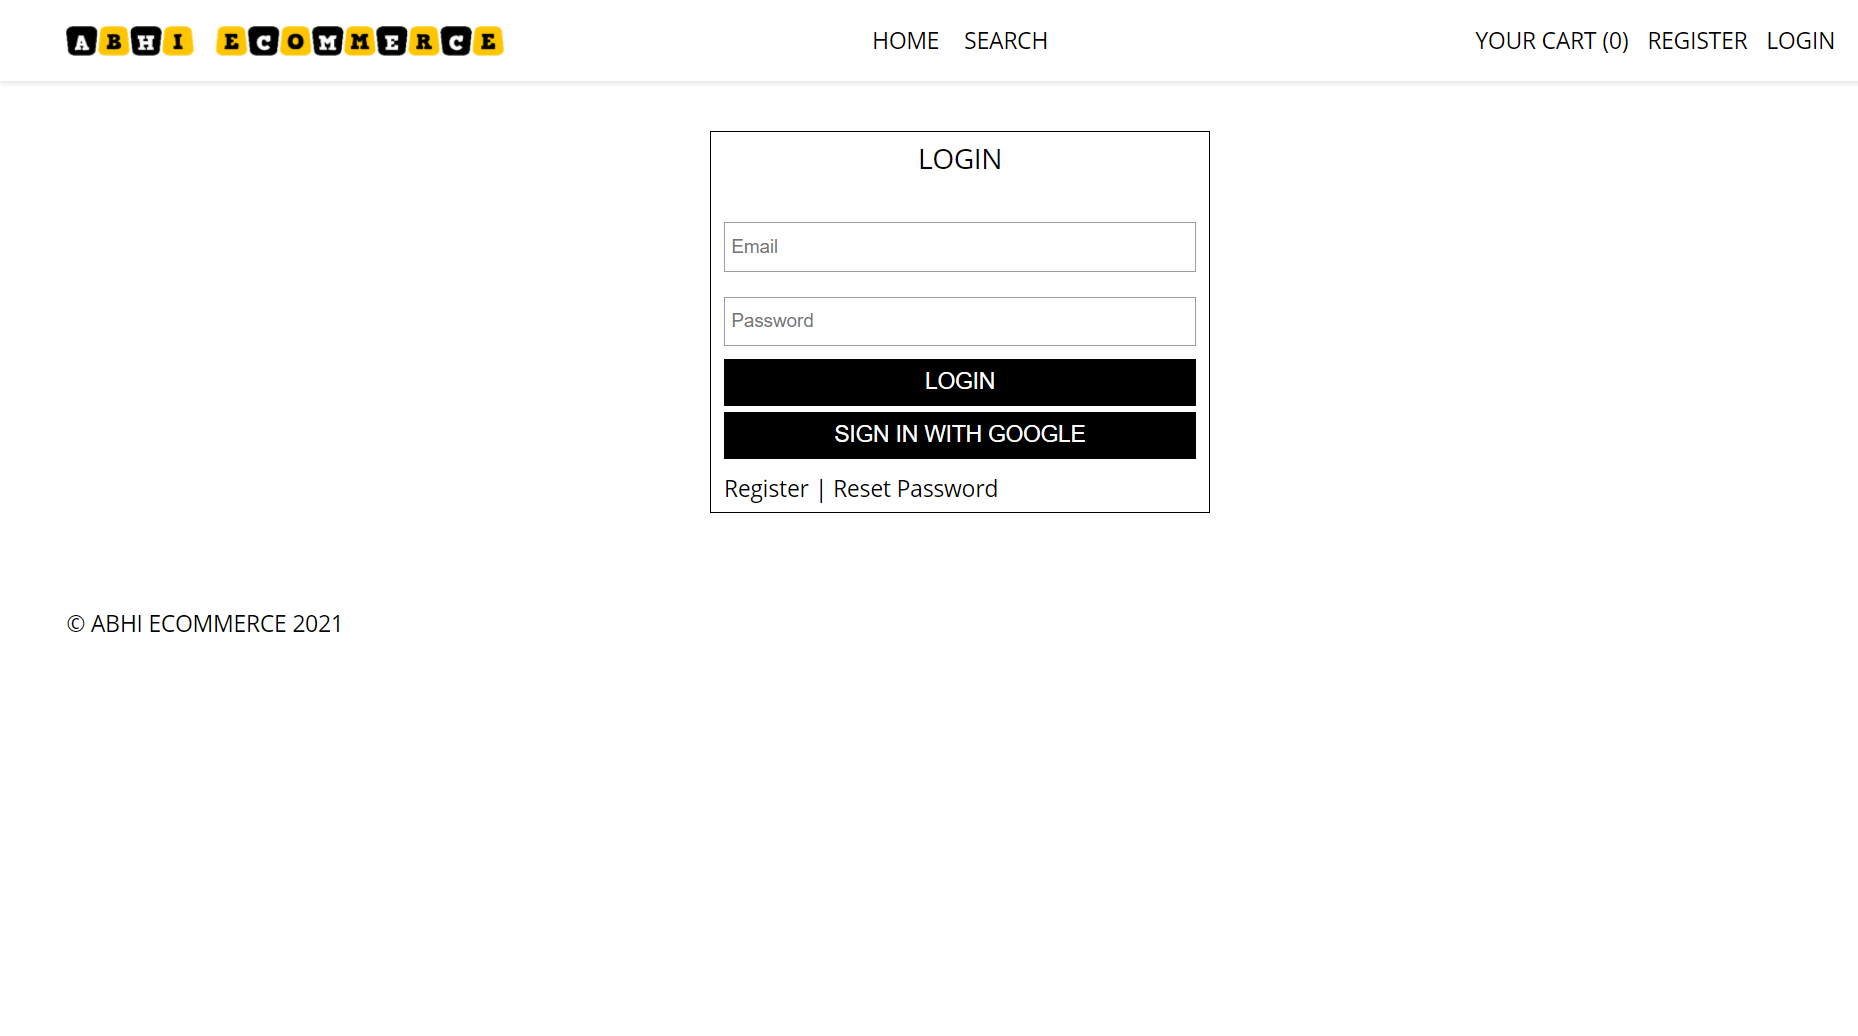 ABHI ECOMMERCE HOME SEARCH YOUR CART (0) REGISTER LOGIN
LOGIN
Email
Password
LOGIN
SIGN IN WITH GOOGLE
Register | Reset Password
© ABHI ECOMMERCE 2021